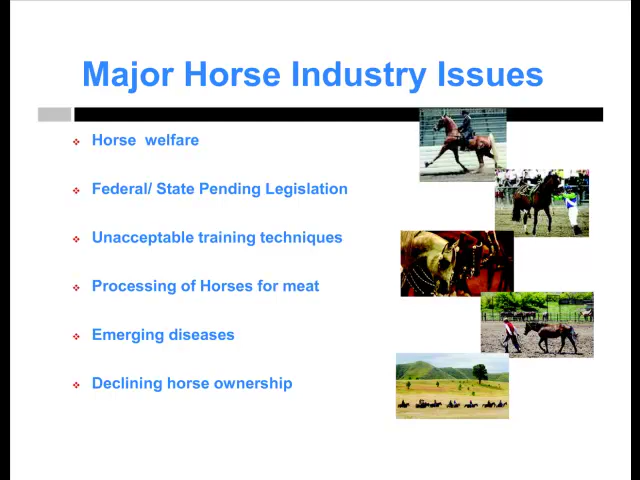 Major Horse Industry Issues
Horse welfare
Federal/ State Pending Legislation
Unacceptable training techniques
Processing of Horses for meat
Emerging diseases
Declining horse ownership